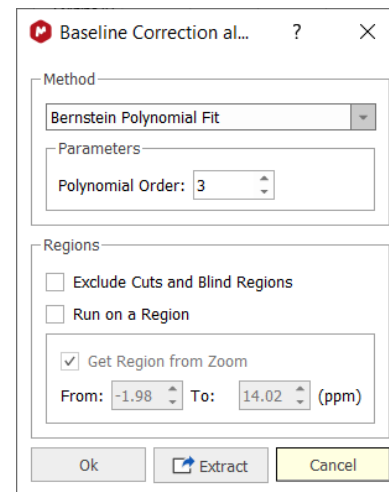 Baseline Correction al... ?
Method
Bernstein Polynomial Fit
Parameters
Polynomial Order: 3
Regions
Exclude Cuts and Blind Regions
Run on a Region
Get Region from Zoom
From: -1.98 To: 14.02 (ppm)
Ok Extract Cancel